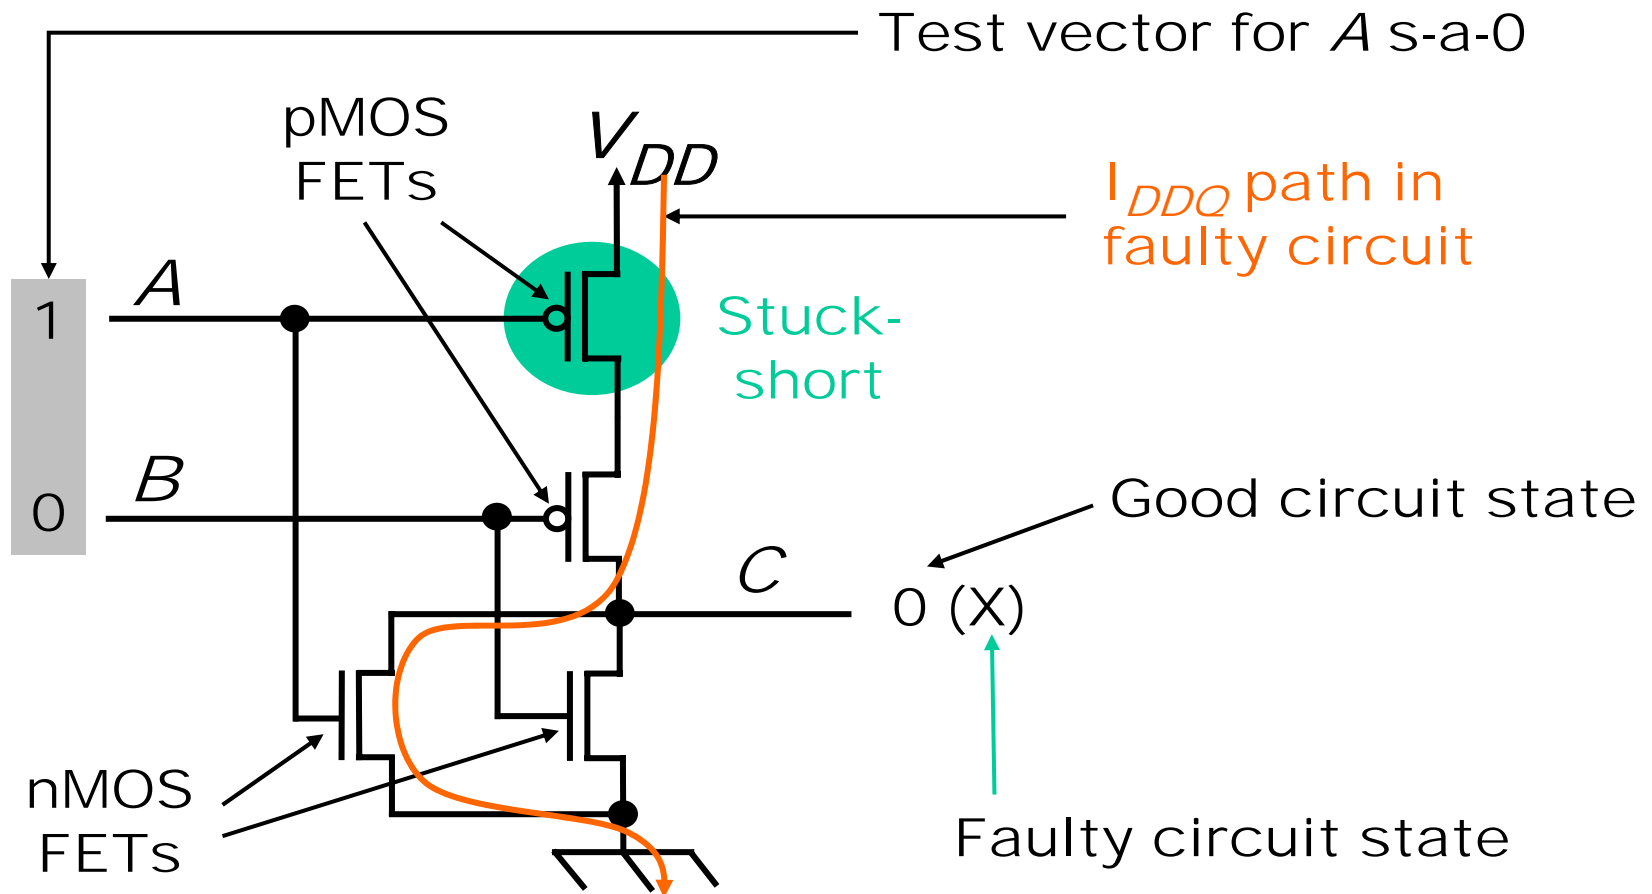 Test vector for A s-a-0
pMOS
FETs
VDD
IDDQ path in
faulty circuit
A
1
Stuck-
short
B
0
Good circuit state
C
0 (X)
nMOS
FETs
Faulty circuit state